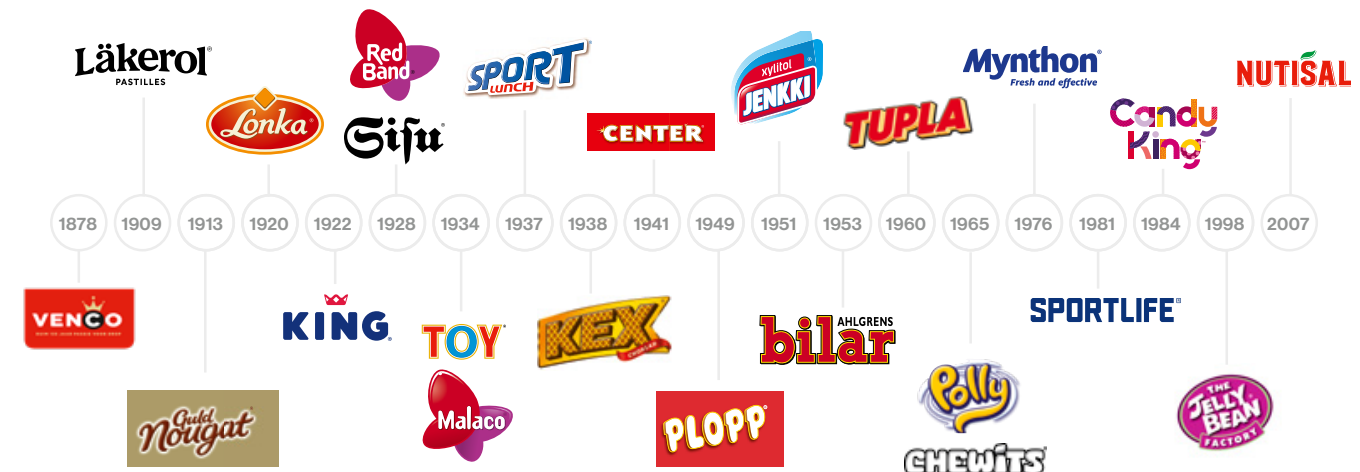 Läkerol®
PASTILLES
Lonka®
Red
Band®
Sisu®
SPORT®
LUNCH
CENTER
xylitol ®
JENKKI
TUPLA
Mynthon®
Fresh and effective
Candy
King
NUTISAL
1878 1909 1913 1920 1922 1928 1934 1937 1938 1941 1949 1951 1953 1960 1965 1976 1981 1984 1998 2007
VENCO
Guld
Nougat
KING®
TOY®
Malaco
KEX
CHOKLAD
PLOPP®
AHLGRENS
bilar
Polly
CHEWITS
SPORTLIFE®
THE
JELLY
BEAN
FACTORY